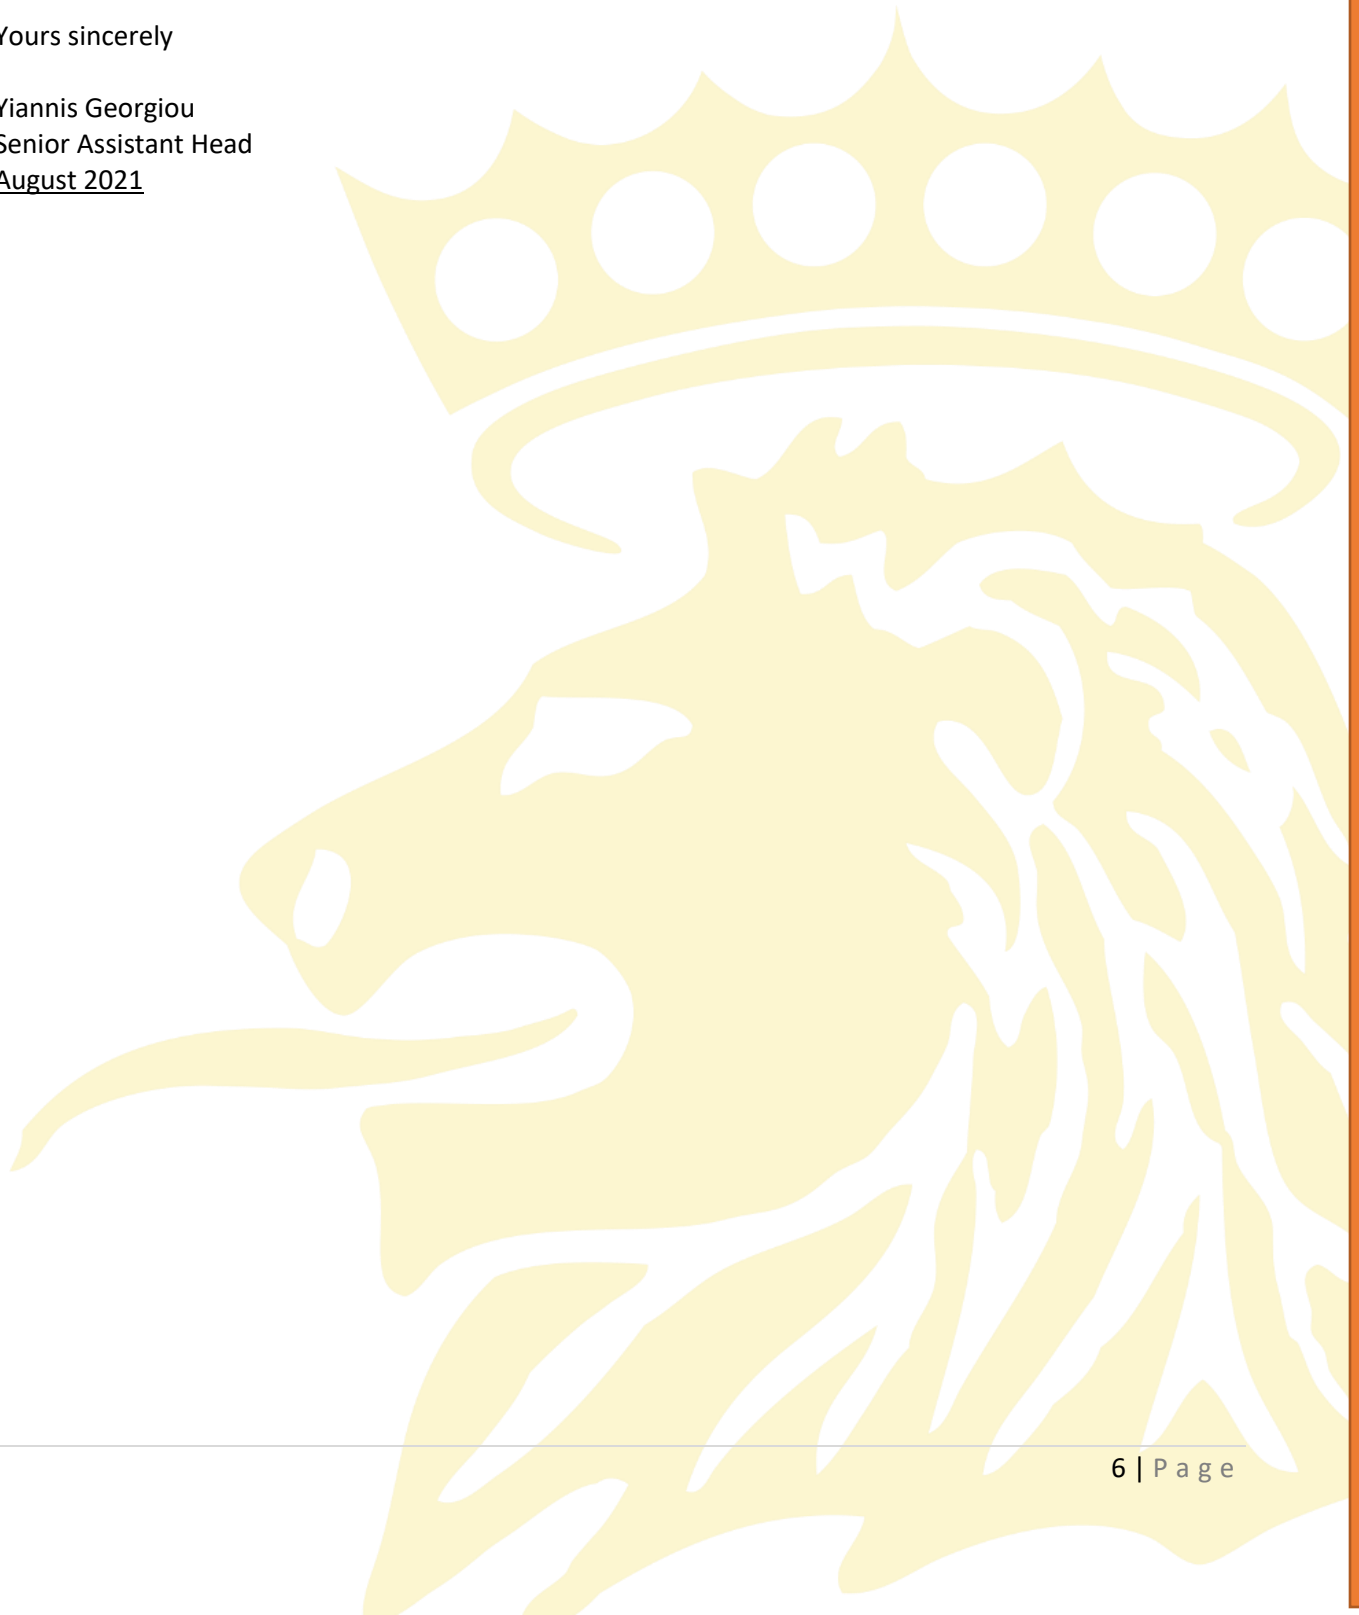 Yours sincerely
Yiannis Georgiou
Senior Assistant Head
August 2021
6 | Page